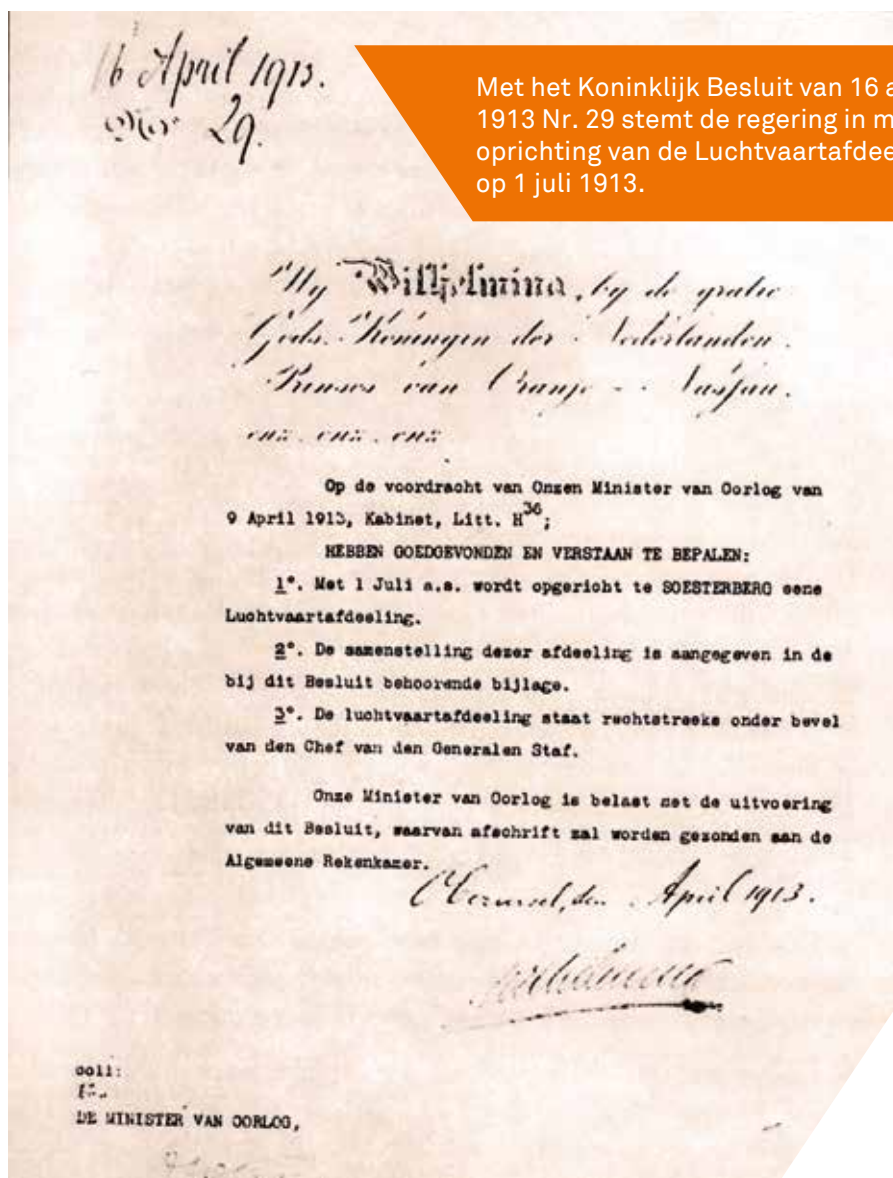 16 April 1913.
No 29.
Met het Koninklijk Besluit van 16 a
1913 Nr. 29 stemt de regering in m
oprichting van de Luchtvaartafdee
op 1 juli 1913.
Wy Wilhelmina, by de gratie
Gods, Koningin der Nederlanden,
Prinses van Oranje-Nassau,
enz. enz. enz.
Op de voordracht van Onzen Minister van Oorlog van
9 April 1913, Kabinet, Litt. H36;
HEBBEN GOEDGEVONDEN EN VERSTAAN TE BEPALEN:
1°. Met 1 Juli a.s. wordt opgericht te SOESTERBERG eene
Luchtvaartafdeeling.
2°. De samenstelling dezer afdeeling is aangegeven in de
bij dit Besluit behoorende bijlage.
3°. De luchtvaartafdeeling staat rechtstreeks onder bevel
van den Chef van den Generalen Staf.
Onze Minister van Oorlog is belast met de uitvoering
van dit Besluit, waarvan afschrift zal worden gezonden aan de
Algemeene Rekenkamer.
den April 1913.
Wilhelmina
coll:
DE MINISTER VAN OORLOG,